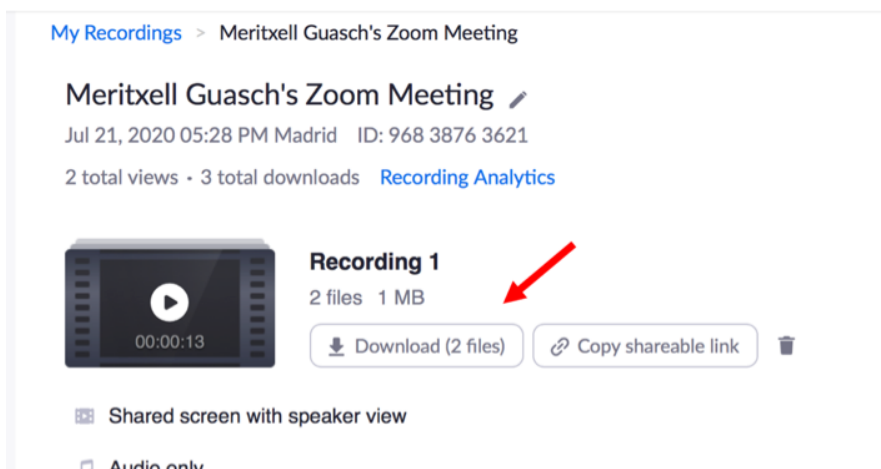 My Recordings > Meritxell Guasch's Zoom Meeting
Meritxell Guasch's Zoom Meeting
Jul 21, 2020 05:28 PM Madrid ID: 968 3876 3621
2 total views • 3 total downloads Recording Analytics
Recording 1
2 files 1 MB
00:00:13
Download (2 files) Copy shareable link
Shared screen with speaker view
Audio only